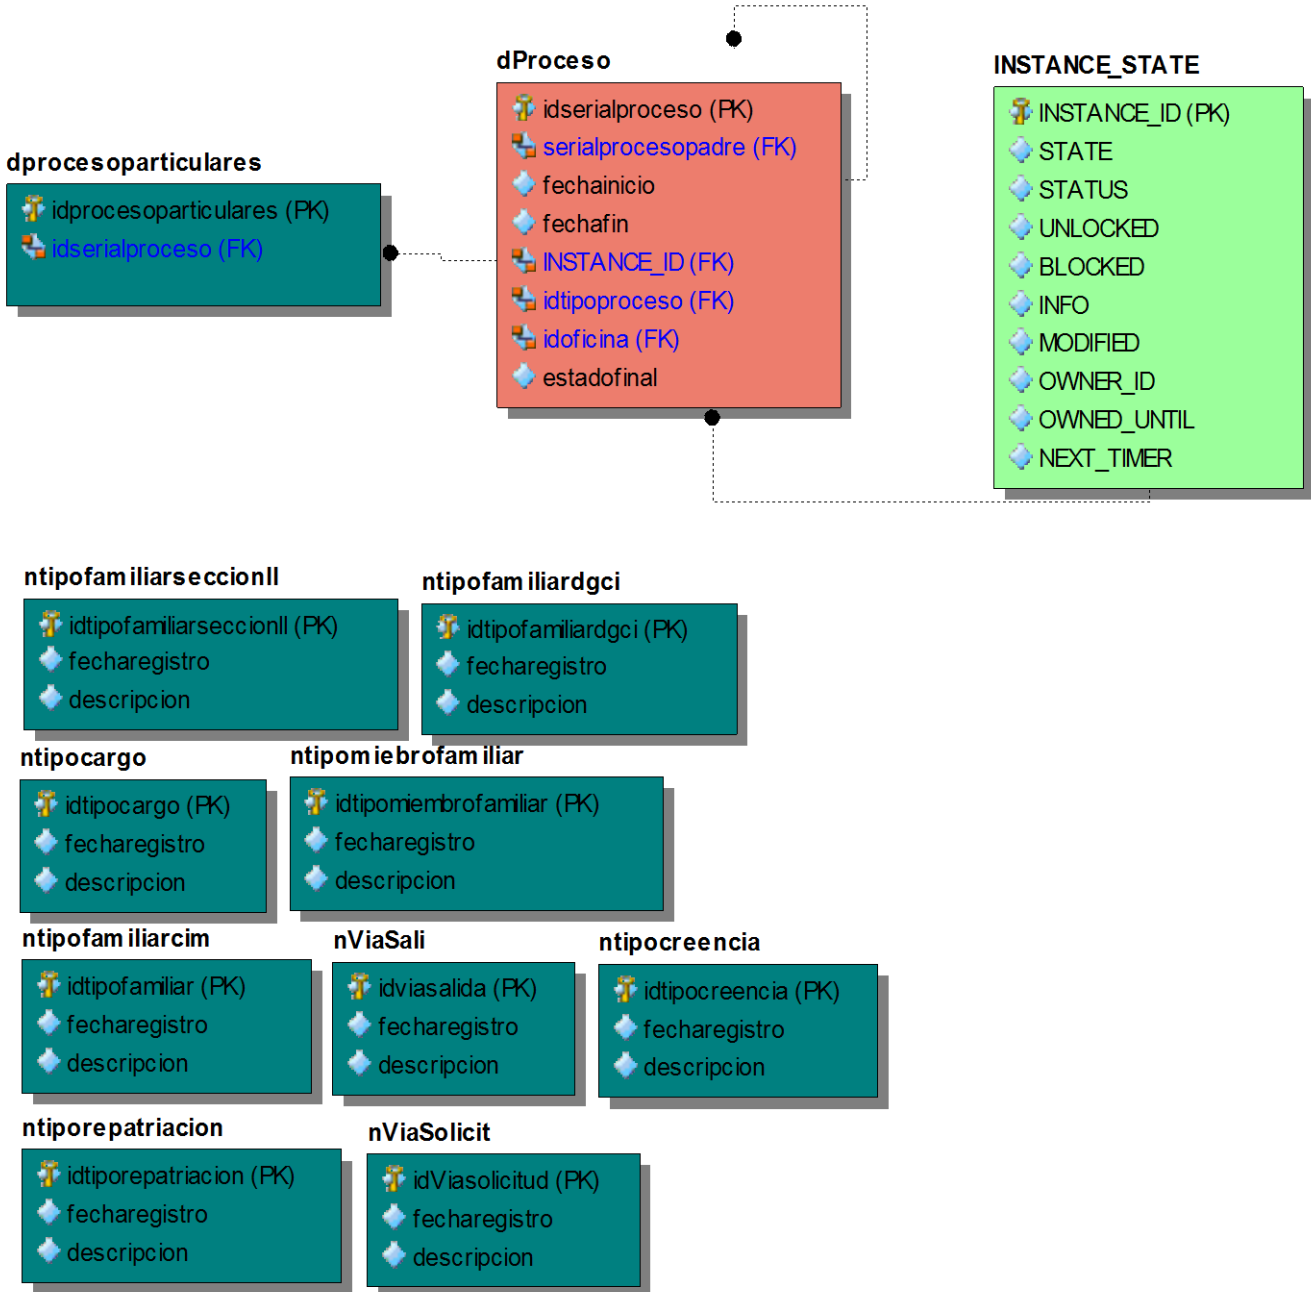 dProceso
idserialproceso (PK)
serialprocesopadre (FK)
fechainicio
fechafin
INSTANCE_ID (FK)
idtipoproceso (FK)
idoficina (FK)
estadofinal
INSTANCE_STATE
INSTANCE_ID (PK)
STATE
STATUS
UNLOCKED
BLOCKED
INFO
MODIFIED
OWNER_ID
OWNED_UNTIL
NEXT_TIMER
dprocesoparticulares
idprocesoparticulares (PK)
idserialproceso (FK)
ntipofamiliarseccionII
idtipofamiliarseccionII (PK)
fecharegistro
descripcion
ntipofamiliardgci
idtipofamiliardgci (PK)
fecharegistro
descripcion
ntipocargo
idtipocargo (PK)
fecharegistro
descripcion
ntipomiebrofamiliar
idtipomiembrofamiliar (PK)
fecharegistro
descripcion
ntipofamiliarcim
idtipofamiliar (PK)
fecharegistro
descripcion
nViaSali
idviasalida (PK)
fecharegistro
descripcion
ntipocreencia
idtipocreencia (PK)
fecharegistro
descripcion
ntiporepatriacion
idtiporepatriacion (PK)
fecharegistro
descripcion
nViaSolicit
idViasolicitud (PK)
fecharegistro
descripcion